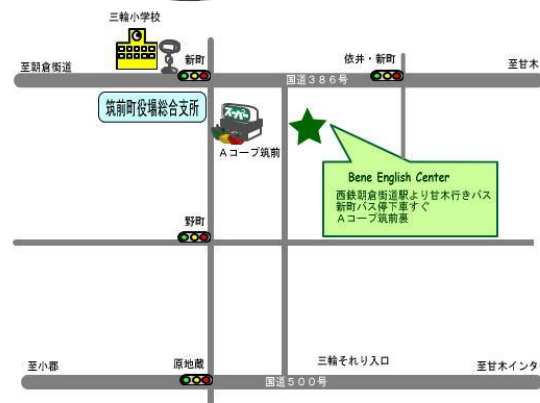 三輪小学校
新町
依井・新町
至朝倉街道
至甘木
国道386号
筑前町役場総合支所
スーパー
Aコープ筑前
Bene English Center
西鉄朝倉街道駅より甘木行きバス
新町バス停下車すぐ
Aコープ筑前裏
野町
至小郡
原地蔵
三輪それり入口
至甘木インター
国道500号